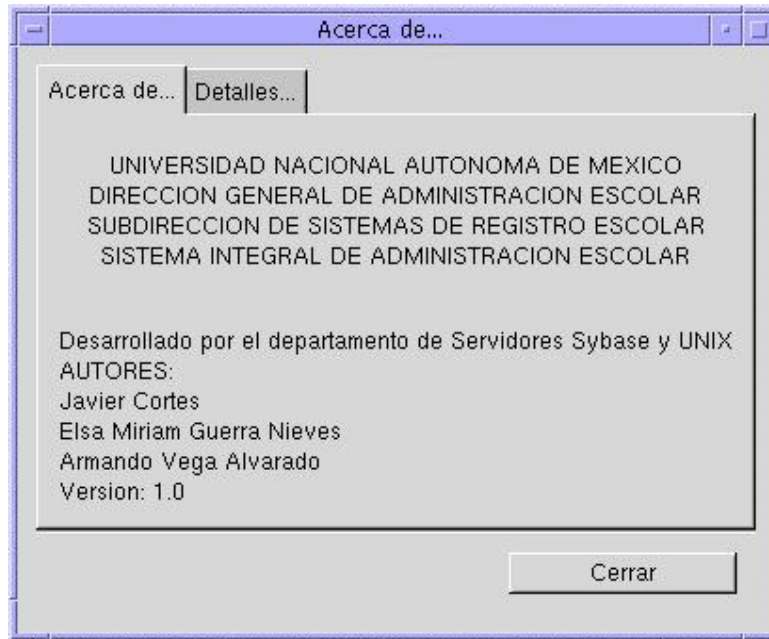 Acerca de...
Acerca de... Detalles...
UNIVERSIDAD NACIONAL AUTONOMA DE MEXICO
DIRECCION GENERAL DE ADMINISTRACION ESCOLAR
SUBDIRECCION DE SISTEMAS DE REGISTRO ESCOLAR
SISTEMA INTEGRAL DE ADMINISTRACION ESCOLAR
Desarrollado por el departamento de Servidores Sybase y UNIX
AUTORES:
Javier Cortes
Elsa Miriam Guerra Nieves
Armando Vega Alvarado
Version: 1.0
Cerrar